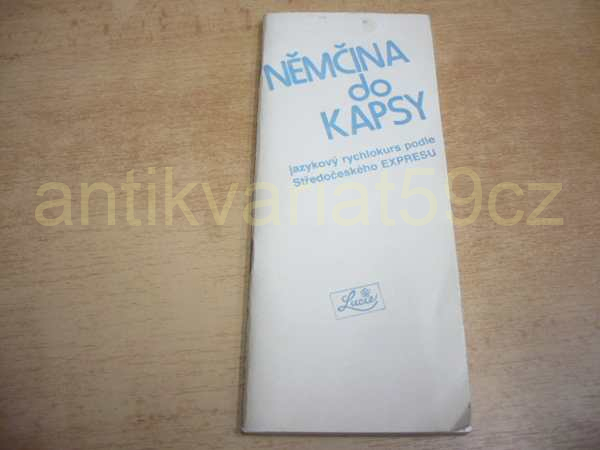 NĚMČINA
do
KAPSY
jazykový rychlokurs podle
Středočeského EXPRESU
antikvariat59cz
Lucie